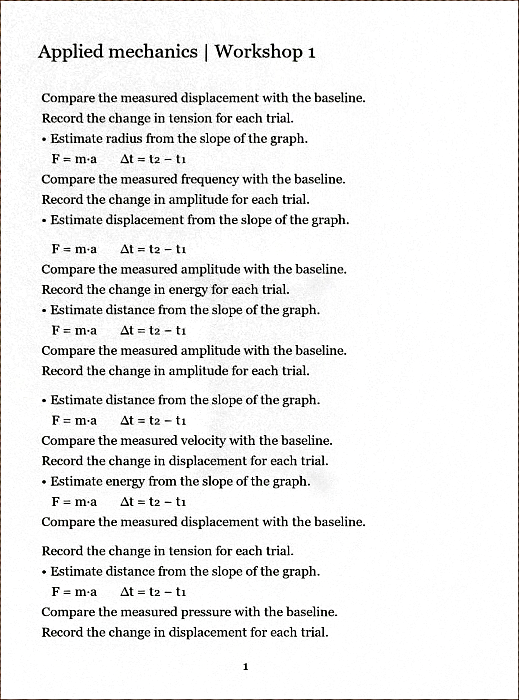 Applied mechanics | Workshop 1
Compare the measured displacement with the baseline.
Record the change in tension for each trial.
• Estimate radius from the slope of the graph.
F = m·a Δt = t2 − t1
Compare the measured frequency with the baseline.
Record the change in amplitude for each trial.
• Estimate displacement from the slope of the graph.
F = m·a Δt = t2 − t1
Compare the measured amplitude with the baseline.
Record the change in energy for each trial.
• Estimate distance from the slope of the graph.
F = m·a Δt = t2 − t1
Compare the measured amplitude with the baseline.
Record the change in amplitude for each trial.
• Estimate distance from the slope of the graph.
F = m·a Δt = t2 − t1
Compare the measured velocity with the baseline.
Record the change in displacement for each trial.
• Estimate energy from the slope of the graph.
F = m·a Δt = t2 − t1
Compare the measured displacement with the baseline.
Record the change in tension for each trial.
• Estimate distance from the slope of the graph.
F = m·a Δt = t2 − t1
Compare the measured pressure with the baseline.
Record the change in displacement for each trial.
1